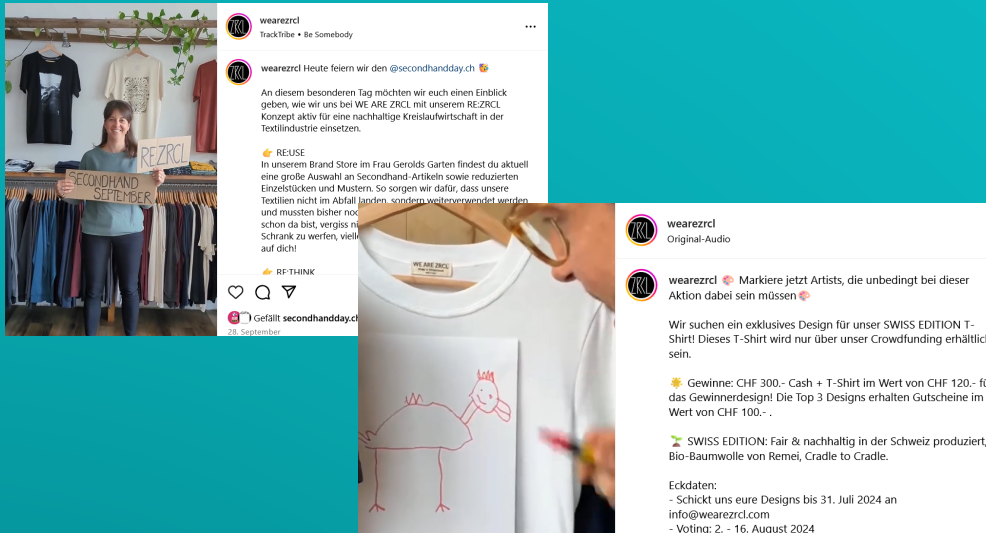 SECONDHAND
SEPTEMBER
RE:ZRCL
ZRCL
wearezrcl
TrackTribe • Be Somebody
ZRCL
wearezrcl Heute feiern wir den @secondhandday.ch
An diesem besonderen Tag möchten wir euch einen Einblick
geben, wie wir uns bei WE ARE ZRCL mit unserem RE:ZRCL
Konzept aktiv für eine nachhaltige Kreislaufwirtschaft in der
Textilindustrie einsetzen.
👉 RE:USE
In unserem Brand Store im Frau Gerolds Garten findest du aktuell
eine große Auswahl an Secondhand-Artikeln sowie reduzierten
Einzelstücken und Mustern. So sorgen wir dafür, dass unsere
Textilien nicht im Abfall landen, sondern weiterverwendet werden
und mussten bisher
schon da bist, vergiss
Schrank zu werfen,
auf dich!
👉 RE:THINK
Gefällt secondhandday.ch
28. September
WE ARE ZRCL
ZRCL
wearezrcl
Original-Audio
ZRCL
wearezrcl Markiere jetzt Artists, die unbedingt bei dieser
Aktion dabei sein müssen
Wir suchen ein exklusives Design für unser SWISS EDITION T-
Shirt! Dieses T-Shirt wird nur über unser Crowdfunding erhältlich
sein.
Gewinne: CHF 300.- Cash + T-Shirt im Wert von CHF 120.- für
das Gewinnerdesign! Die Top 3 Designs erhalten Gutscheine im
Wert von CHF 100.- .
🌱 SWISS EDITION: Fair & nachhaltig in der Schweiz produziert,
Bio-Baumwolle von Remei, Cradle to Cradle.
Eckdaten:
- Schickt uns eure Designs bis 31. Juli 2024 an
info@wearezrcl.com
- Voting: 2. - 16. August 2024